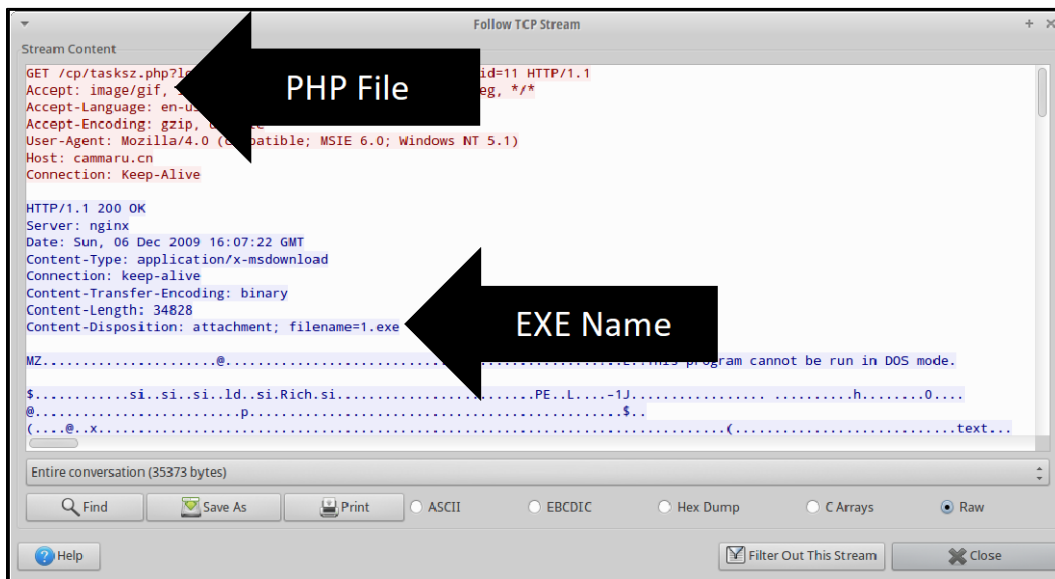 Follow TCP Stream
Stream Content
GET /cp/tasksz.php? id=11 HTTP/1.1
Accept: image/gif, eg, */*
Accept-Language:
Accept-Encoding: gzip,
User-Agent: Mozilla/4.0 MSIE 6.0; Windows NT 5.1)
Host: cammaru.cn
Connection: Keep-Alive
PHP File
HTTP/1.1 200 OK
Server: nginx
Date: Sun, 06 Dec 2009 16:07:22 GMT
Content-Type: application/x-msdownload
Connection: keep-alive
Content-Transfer-Encoding: binary
Content-Length: 34828
Content-Disposition: attachment; filename=1.exe
EXE Name
MZ......................@ program cannot be run in DOS mode.
$............si..si..si ld..si.Rich.si........................PE..L....-1J................ ..........h........0....
@.........................p..............................................$..
(....@..x............................................................................(............................text...
Entire conversation (35373 bytes)
Find Save As Print ASCII EBCDIC Hex Dump C Arrays Raw
Help Filter Out This Stream Close